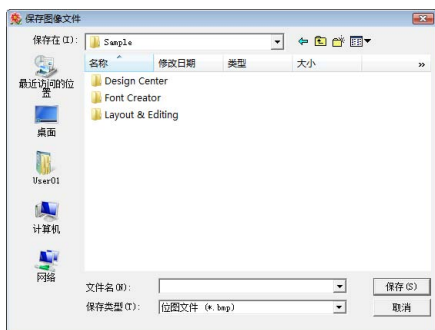 保存图像文件
保存在(I):
Sample
名称 修改日期 类型 大小 »
最近访问的位置
桌面
User01
计算机
网络
Design Center
Font Creator
Layout & Editing
文件名(N):
保存(S)
保存类型(T):
位图文件 (*.bmp)
取消